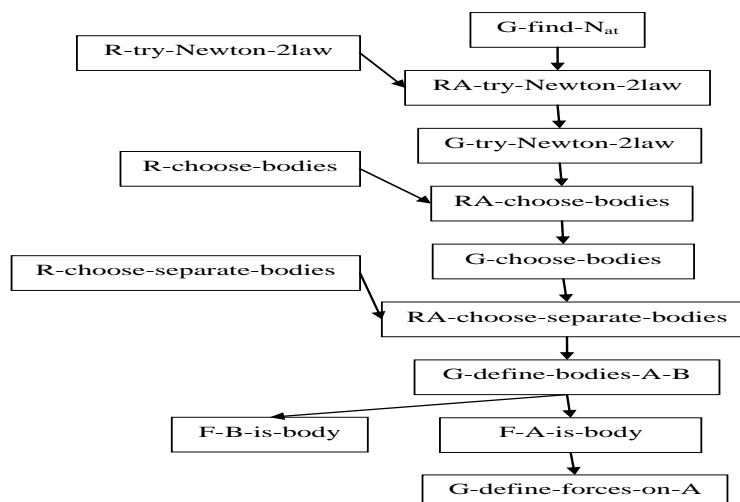 G-find-Nat
R-try-Newton-2law
RA-try-Newton-2law
G-try-Newton-2law
R-choose-bodies
RA-choose-bodies
G-choose-bodies
R-choose-separate-bodies
RA-choose-separate-bodies
G-define-bodies-A-B
F-B-is-body
F-A-is-body
G-define-forces-on-A